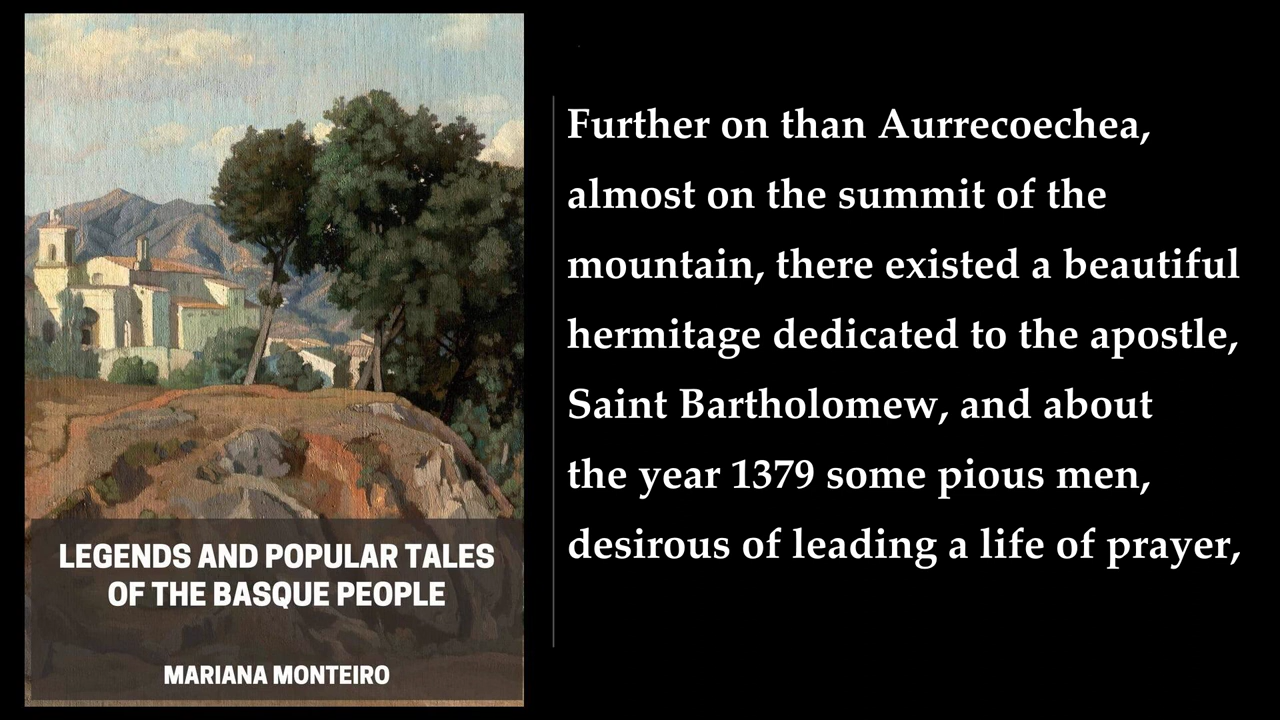 LEGENDS AND POPULAR TALES
OF THE BASQUE PEOPLE
MARIANA MONTEIRO
Further on than Aurrecoechea,
almost on the summit of the
mountain, there existed a beautiful
hermitage dedicated to the apostle,
Saint Bartholomew, and about
the year 1379 some pious men,
desirous of leading a life of prayer,